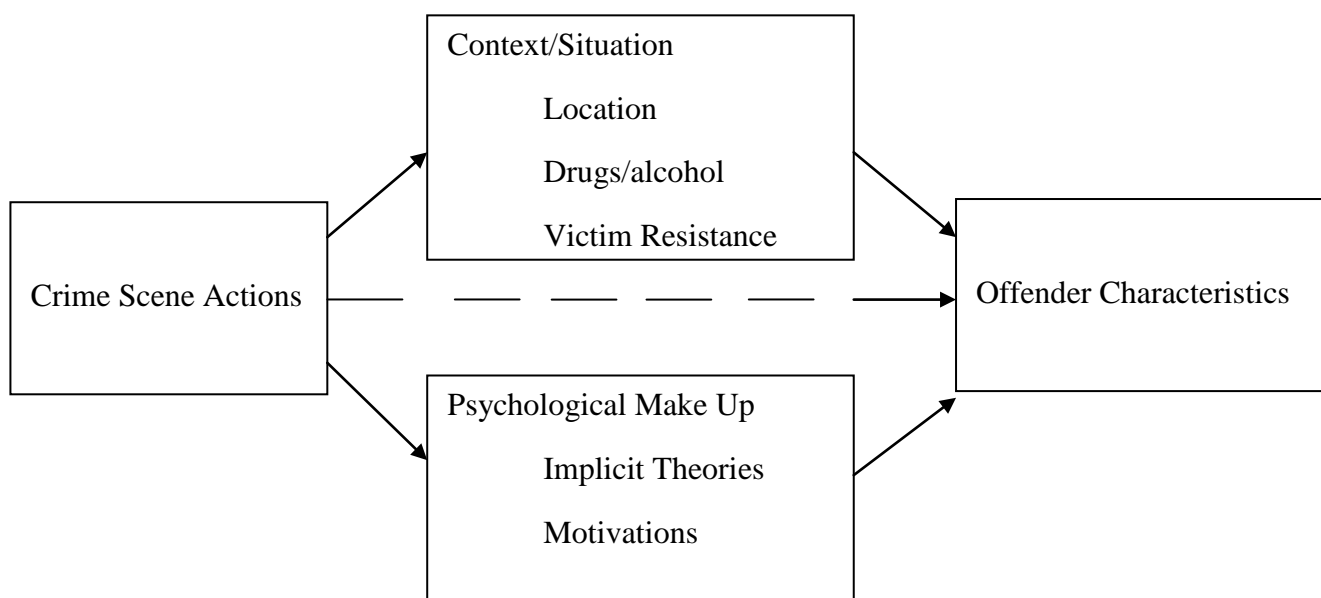 Context/Situation
Location
Drugs/alcohol
Victim Resistance
Crime Scene Actions
Offender Characteristics
Psychological Make Up
Implicit Theories
Motivations